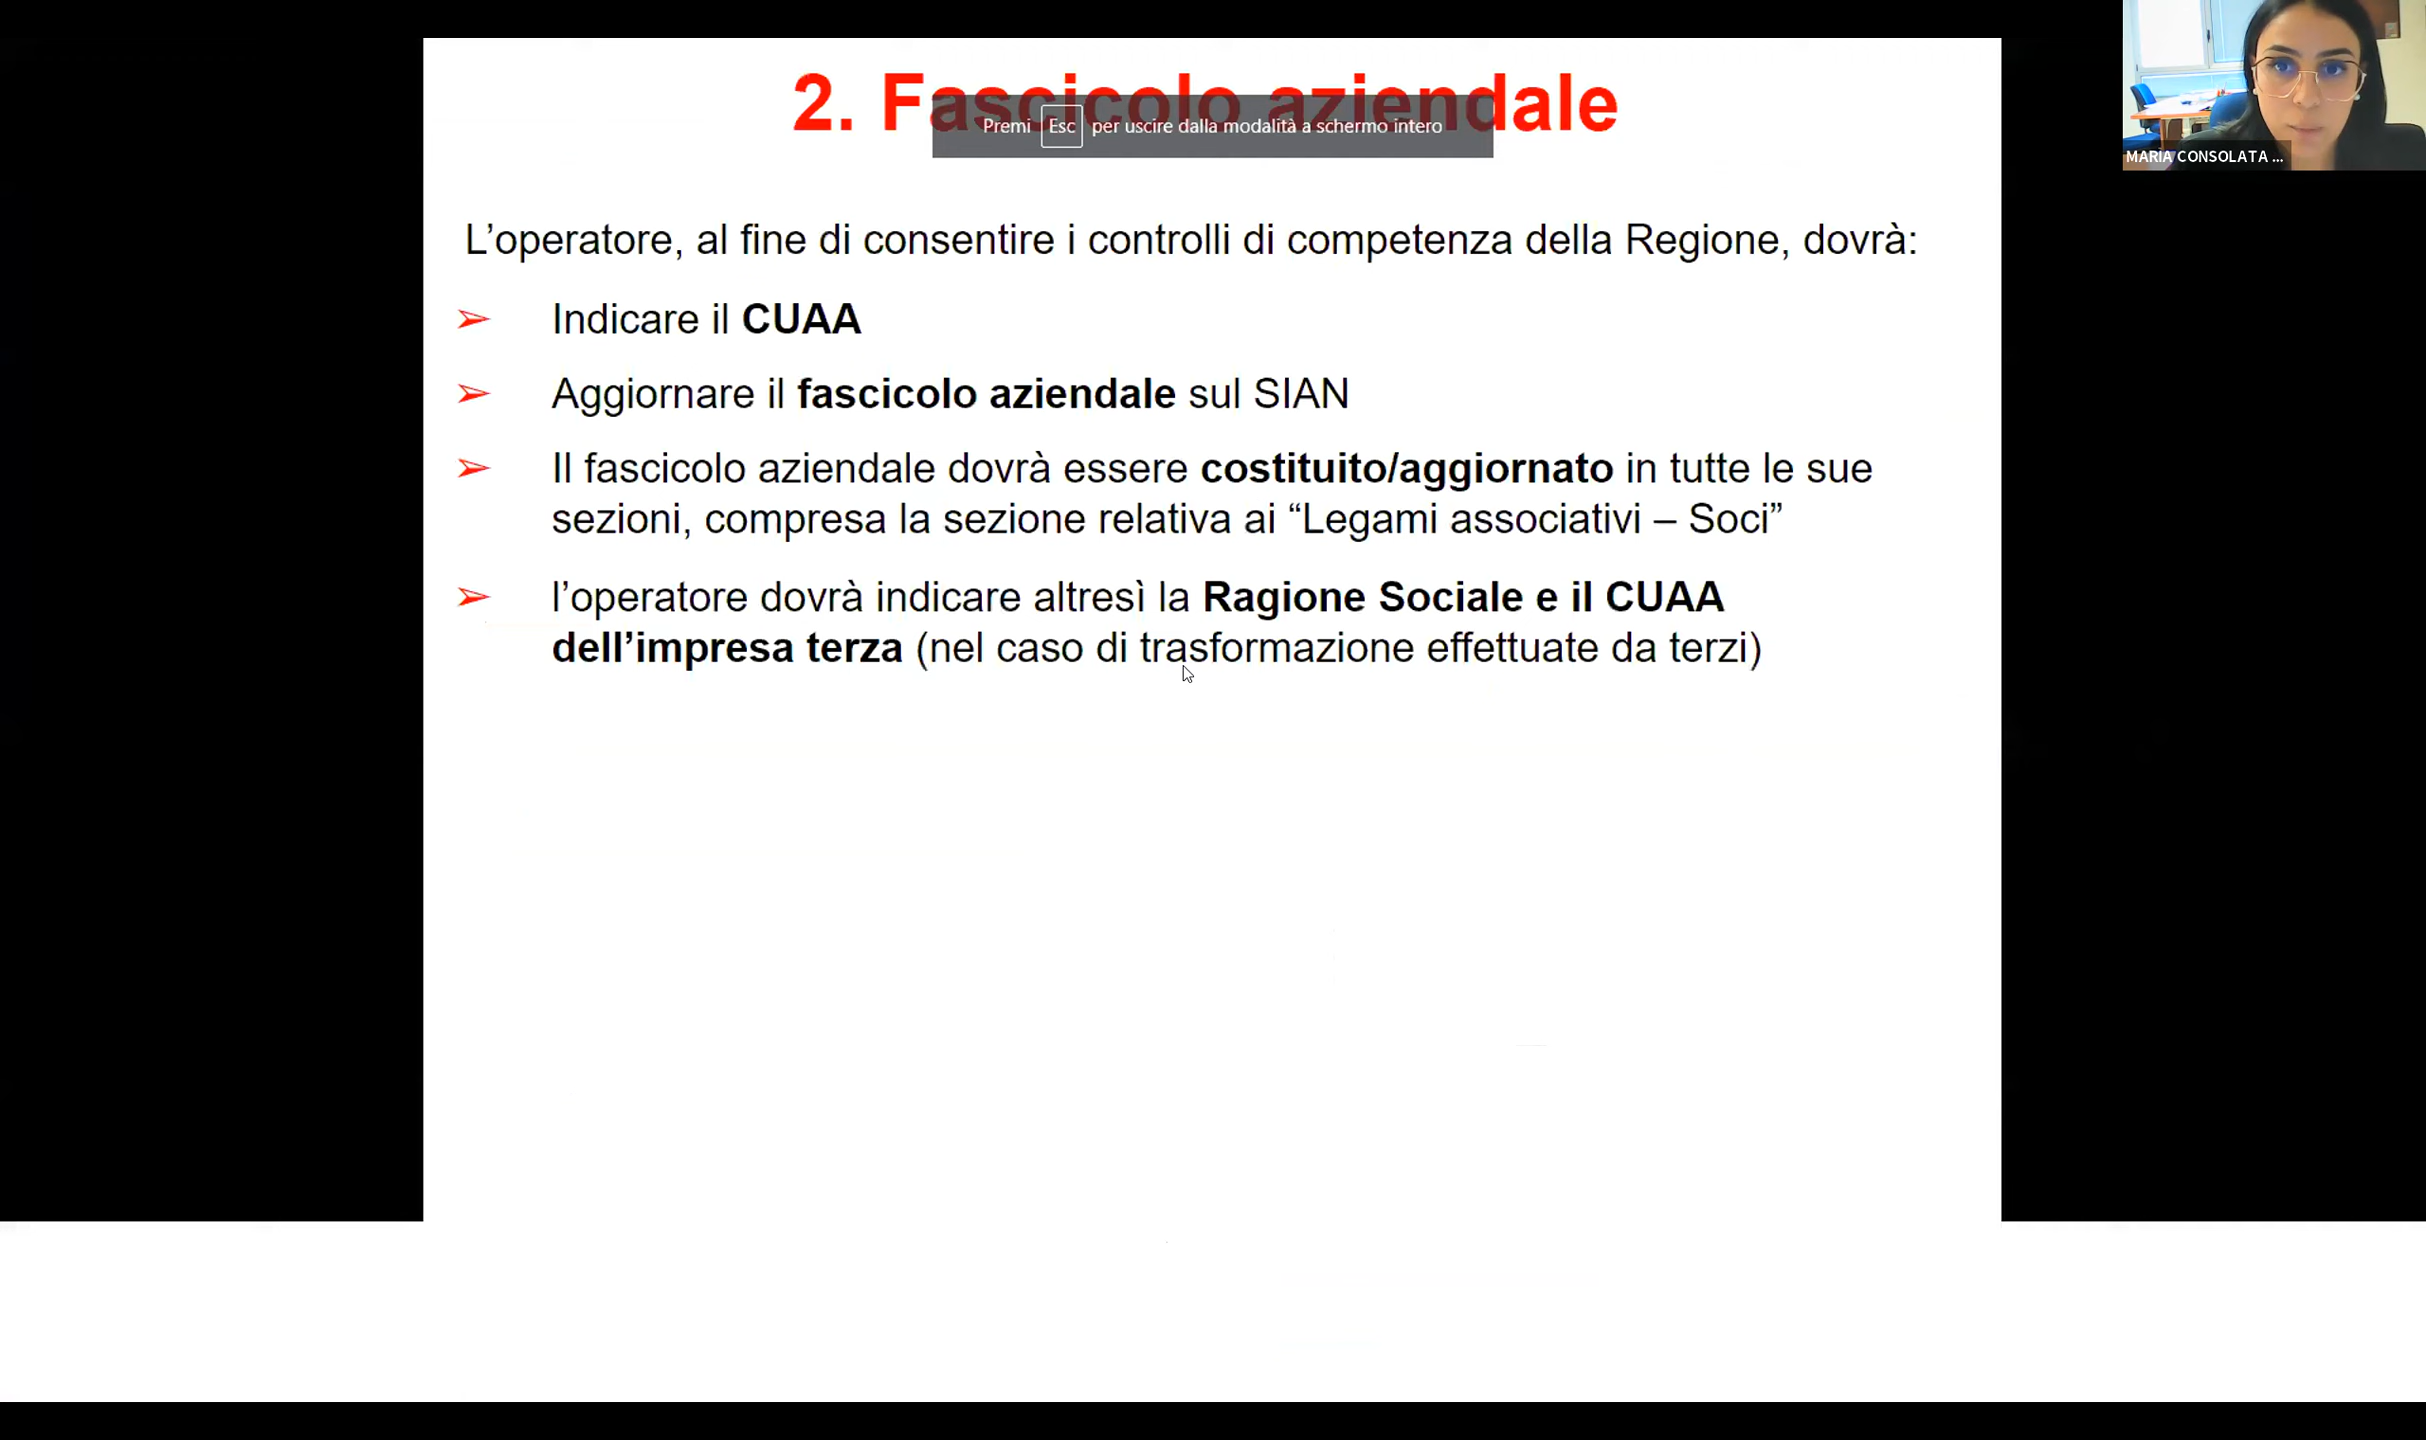 2. Fascicolo aziendale
Premi Esc per uscire dalla modalità a schermo intero
MARIA CONSOLATA ...
L’operatore, al fine di consentire i controlli di competenza della Regione, dovrà:
➢ Indicare il CUAA
➢ Aggiornare il fascicolo aziendale sul SIAN
➢ Il fascicolo aziendale dovrà essere costituito/aggiornato in tutte le sue
sezioni, compresa la sezione relativa ai “Legami associativi – Soci”
➢ l’operatore dovrà indicare altresì la Ragione Sociale e il CUAA
dell’impresa terza (nel caso di trasformazione effettuate da terzi)